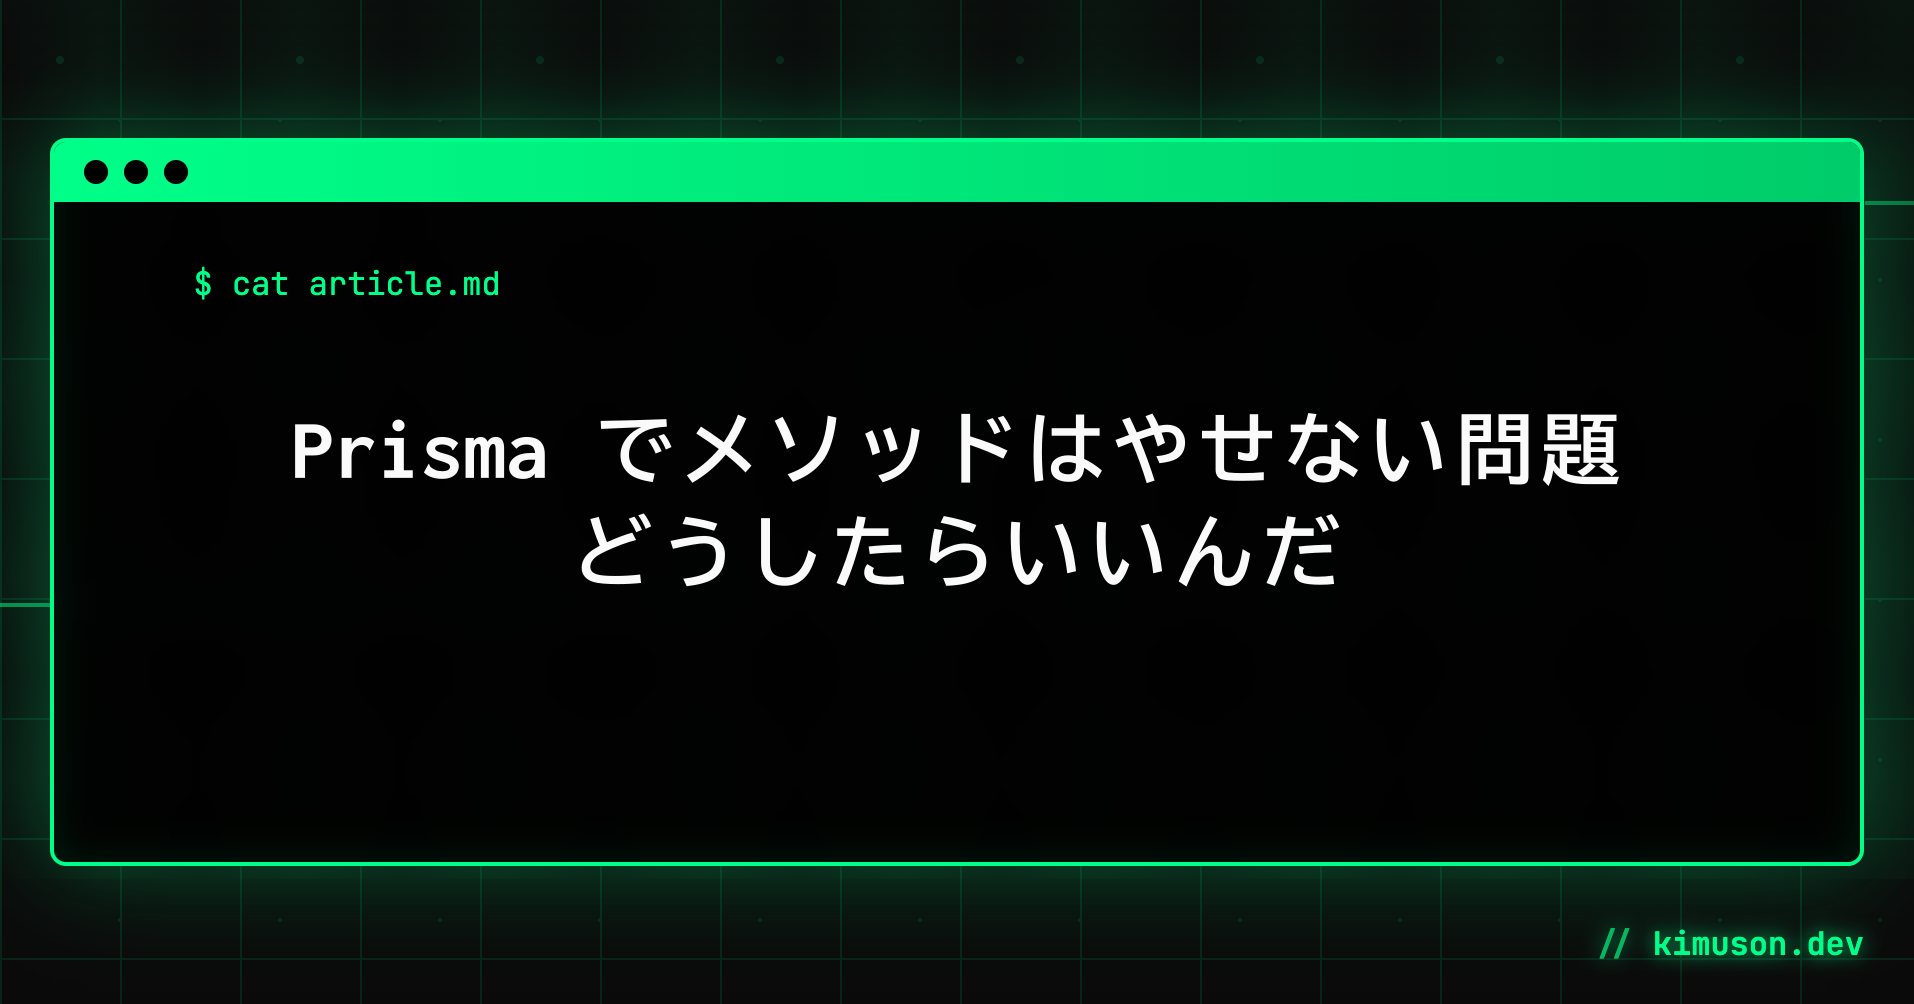 $ cat article.md
Prisma でメソッドはやせない問題
どうしたらいいんだ
// kimuson.dev